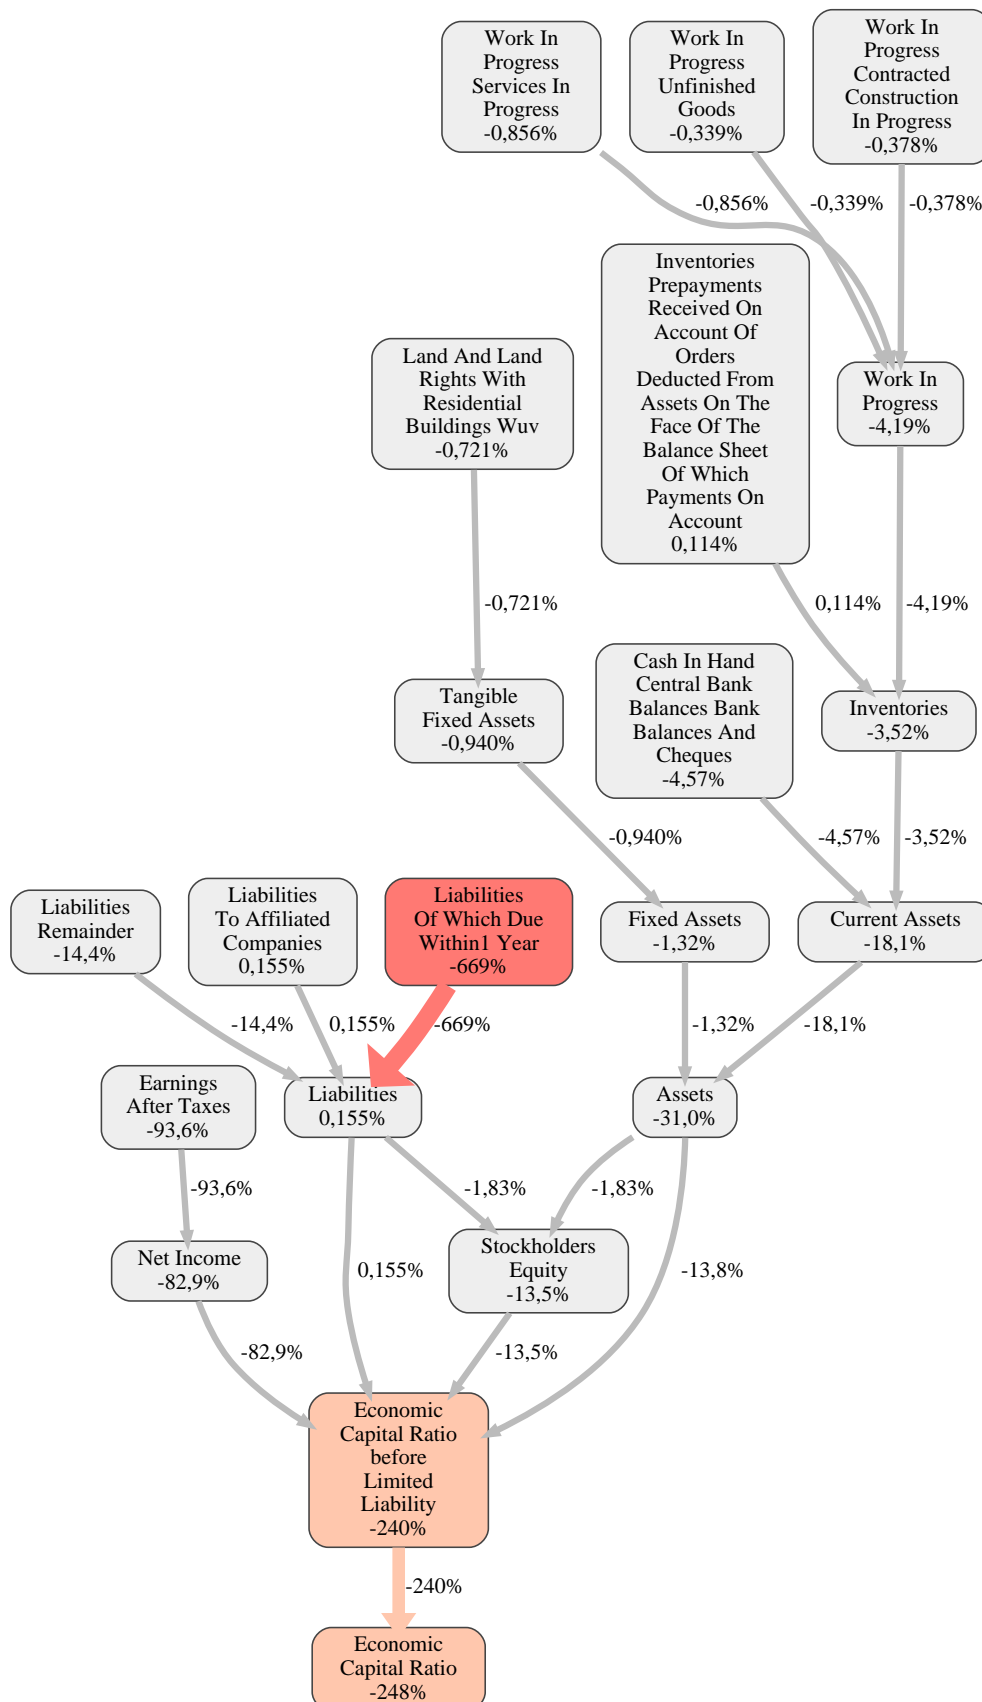 Work In
Progress
Services In
Progress
-0,856%
Work In
Progress
Unfinished
Goods
-0,339%
Work In
Progress
Contracted
Construction
In Progress
-0,378%
-0,856%
-0,339%
-0,378%
Inventories
Prepayments
Received On
Account Of
Orders
Deducted From
Assets On The
Face Of The
Balance Sheet
Of Which
Payments On
Account
0,114%
Land And Land
Rights With
Residential
Buildings Wuv
-0,721%
Work In
Progress
-4,19%
-0,721%
0,114%
-4,19%
Cash In Hand
Central Bank
Balances Bank
Balances And
Cheques
-4,57%
Tangible
Fixed Assets
-0,940%
Inventories
-3,52%
-0,940%
-4,57%
-3,52%
Liabilities
Remainder
-14,4%
Liabilities
To Affiliated
Companies
0,155%
Liabilities
Of Which Due
Within1 Year
-669%
Fixed Assets
-1,32%
Current Assets
-18,1%
-14,4%
0,155%
-669%
-1,32%
-18,1%
Earnings
After Taxes
-93,6%
Liabilities
0,155%
Assets
-31,0%
-93,6%
-1,83%
-1,83%
Net Income
-82,9%
0,155%
Stockholders
Equity
-13,5%
-13,8%
-82,9%
-13,5%
Economic
Capital Ratio
before
Limited
Liability
-240%
-240%
Economic
Capital Ratio
-248%